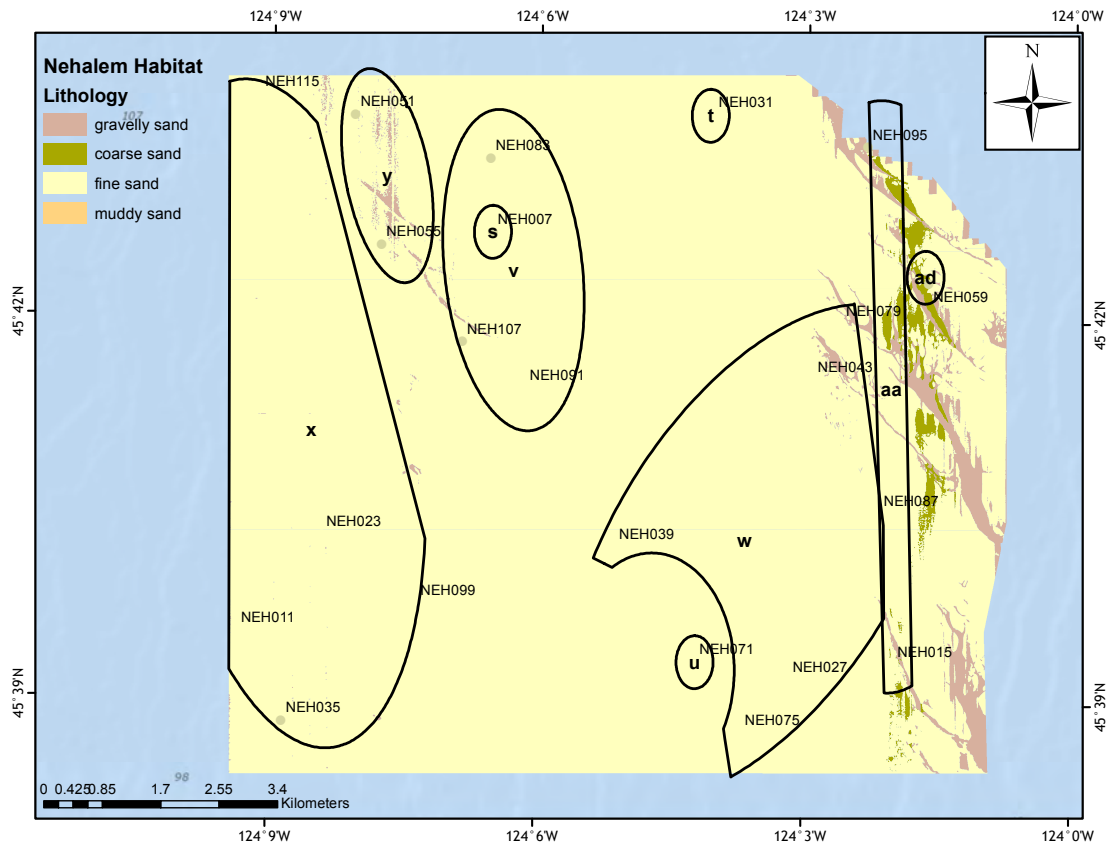 124°9'W 124°6'W 124°3'W 124°0'W
Nehalem Habitat
Lithology
gravelly sand
coarse sand
fine sand
muddy sand
107
N
NEH115
NEH051
NEH031
NEH095
t
NEH083
y
NEH007
s
NEH055
v
ad
NEH059
45°42'N
45°42'N
NEH079
NEH107
NEH043
NEH091
aa
x
NEH087
NEH023
NEH039
w
NEH099
NEH011
NEH071
NEH015
u
NEH027
45°39'N
45°39'N
NEH035
NEH075
98
0 0.425 0.85 1.7 2.55 3.4
Kilometers
124°9'W 124°6'W 124°3'W 124°0'W